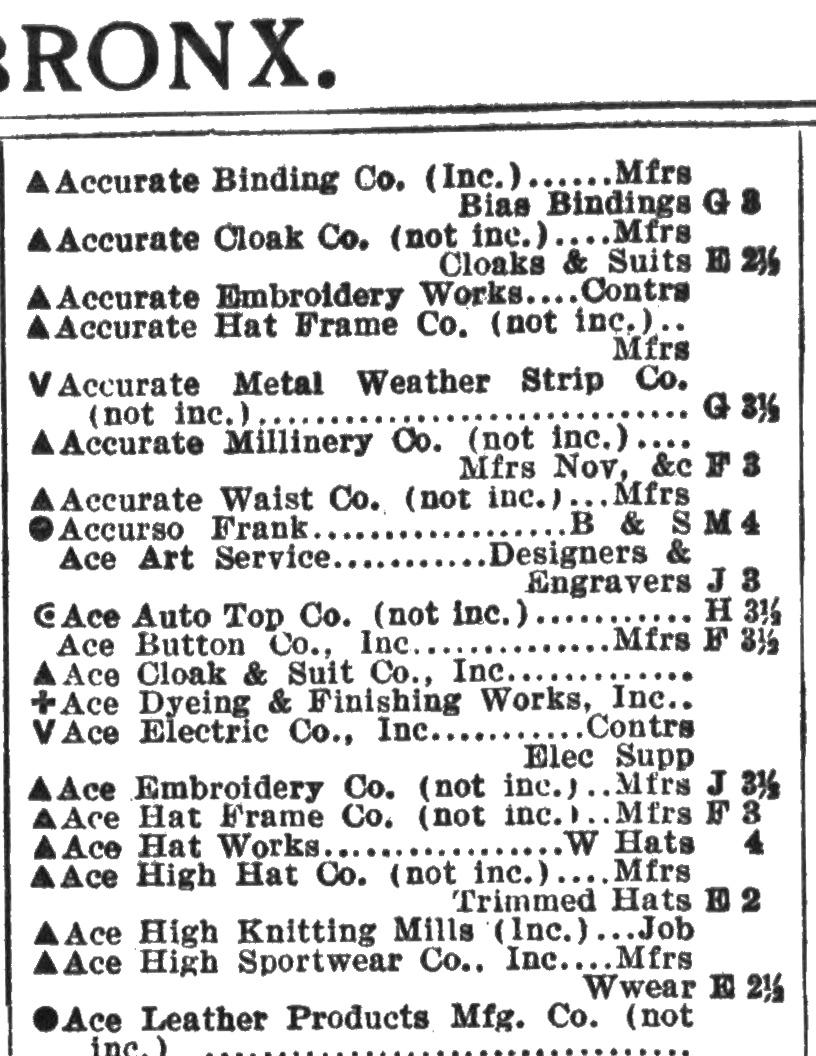 BRONX.
▲Accurate Binding Co. (Inc.)......Mfrs
Bias Bindings G 3
▲Accurate Cloak Co. (not inc.)....Mfrs
Cloaks & Suits E 2½
▲Accurate Embroidery Works....Contrs
▲Accurate Hat Frame Co. (not inc.)..
Mfrs
VAccurate Metal Weather Strip Co.
(not inc.).............................. G 3½
▲Accurate Millinery Co. (not inc.)....
Mfrs Nov, &c F 3
▲Accurate Waist Co. (not inc.)...Mfrs
Accurso Frank..................B & S M 4
Ace Art Service...........Designers &
Engravers J 3
Ace Auto Top Co. (not inc.)........... H 3½
Ace Button Co., Inc..............Mfrs F 3½
▲Ace Cloak & Suit Co., Inc.............
✚Ace Dyeing & Finishing Works, Inc..
VAce Electric Co., Inc...........Contrs
Elec Supp
▲Ace Embroidery Co. (not inc.)..Mfrs J 3½
▲Ace Hat Frame Co. (not inc.)..Mfrs F 3
▲Ace Hat Works.................W Hats 4
▲Ace High Hat Co. (not inc.)....Mfrs
Trimmed Hats E 2
▲Ace High Knitting Mills (Inc.)...Job
▲Ace High Sportwear Co., Inc....Mfrs
Wwear E 2½
●Ace Leather Products Mfg. Co. (not
inc.) ..................................